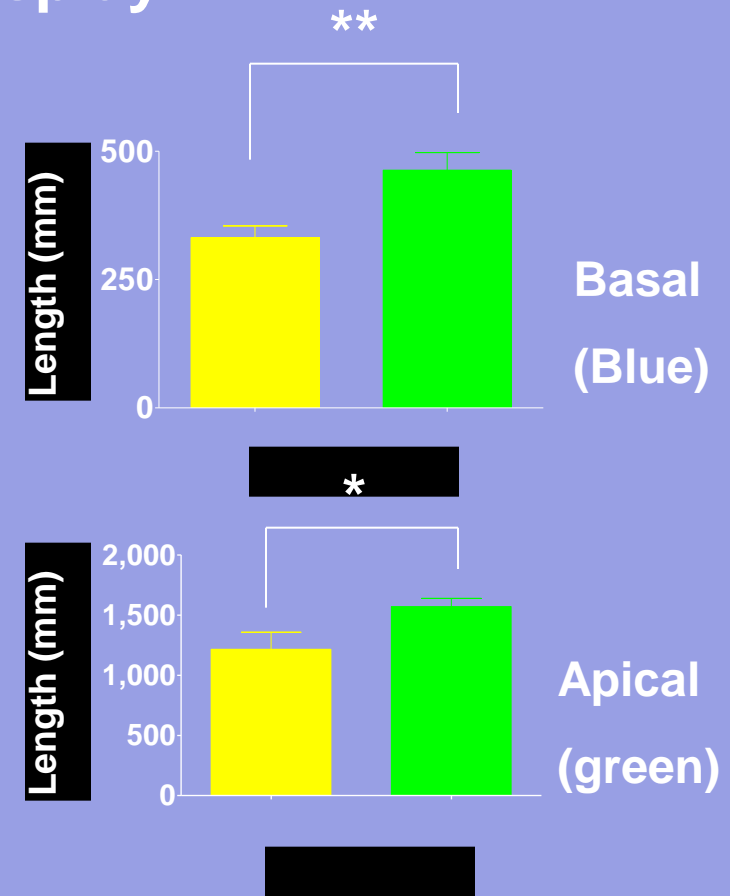 **
500
250
0
Length (mm)
Basal
(Blue)
*
2,000
1,500
1,000
500
0
Length (mm)
Apical
(green)